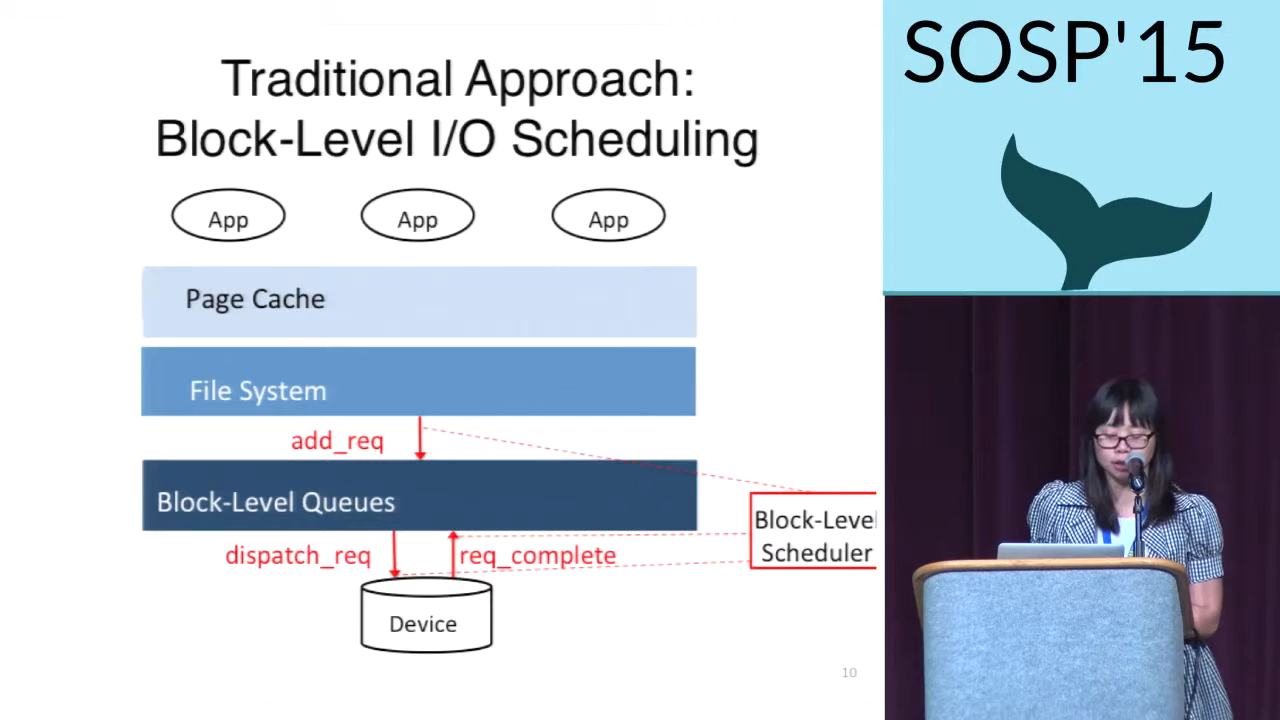 Traditional Approach:
Block-Level I/O Scheduling
App App App
Page Cache
File System
add_req
Block-Level Queues
Block-Level
Scheduler
dispatch_req req_complete
Device
10
SOSP'15